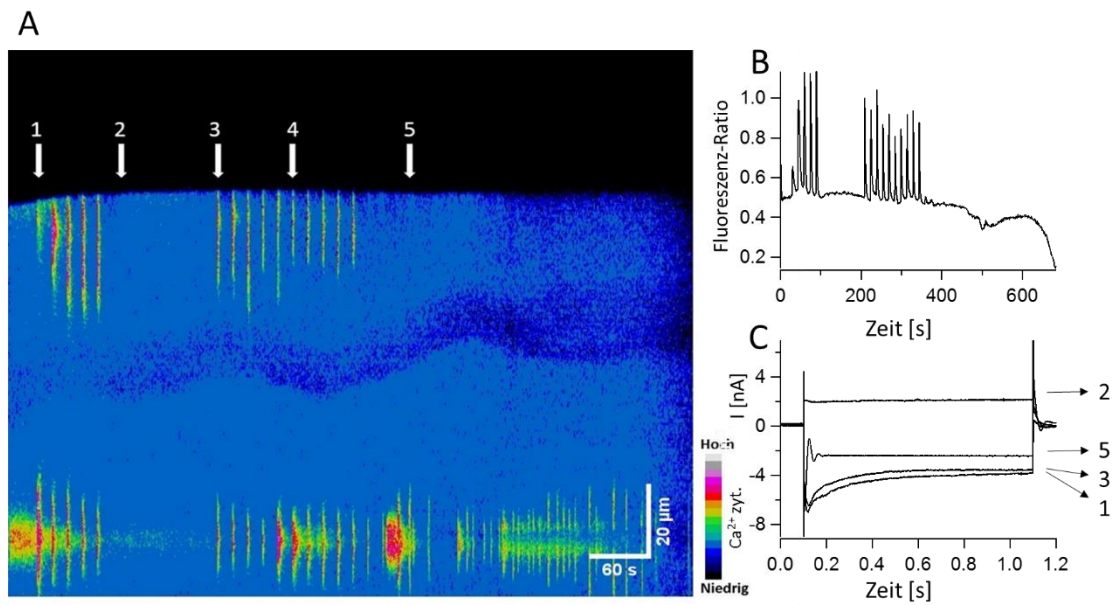 A
1
2
3
4
5
Hoch
Ca²⁺ zyt.
Niedrig
20 µm
60 s
B
Fluoreszenz-Ratio
1.0
0.8
0.6
0.4
0.2
0
200
400
600
Zeit [s]
C
I [nA]
4
0
-4
-8
0.0
0.2
0.4
0.6
0.8
1.0
1.2
Zeit [s]
2
5
3
1